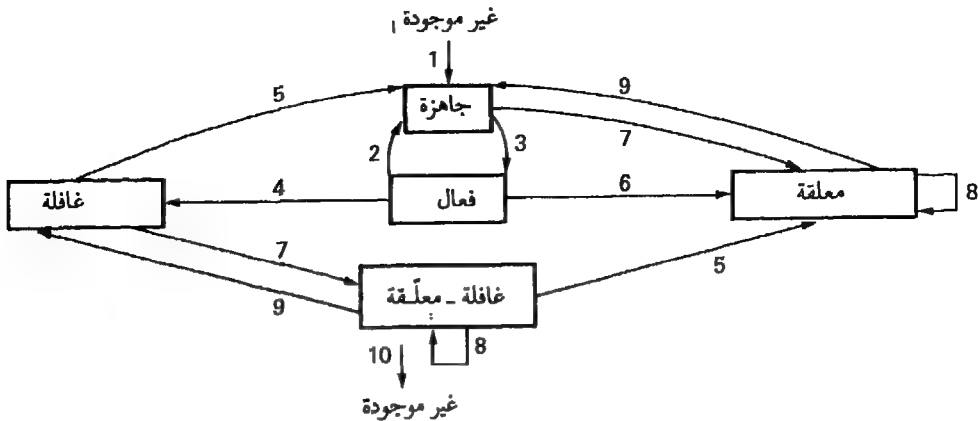 غير موجودة
1
5
9
جاهزة
7
2
3
غافلة
4
فعال
6
معلقة
8
7
5
غافلة - معلّقة
9
10
8
غير موجودة